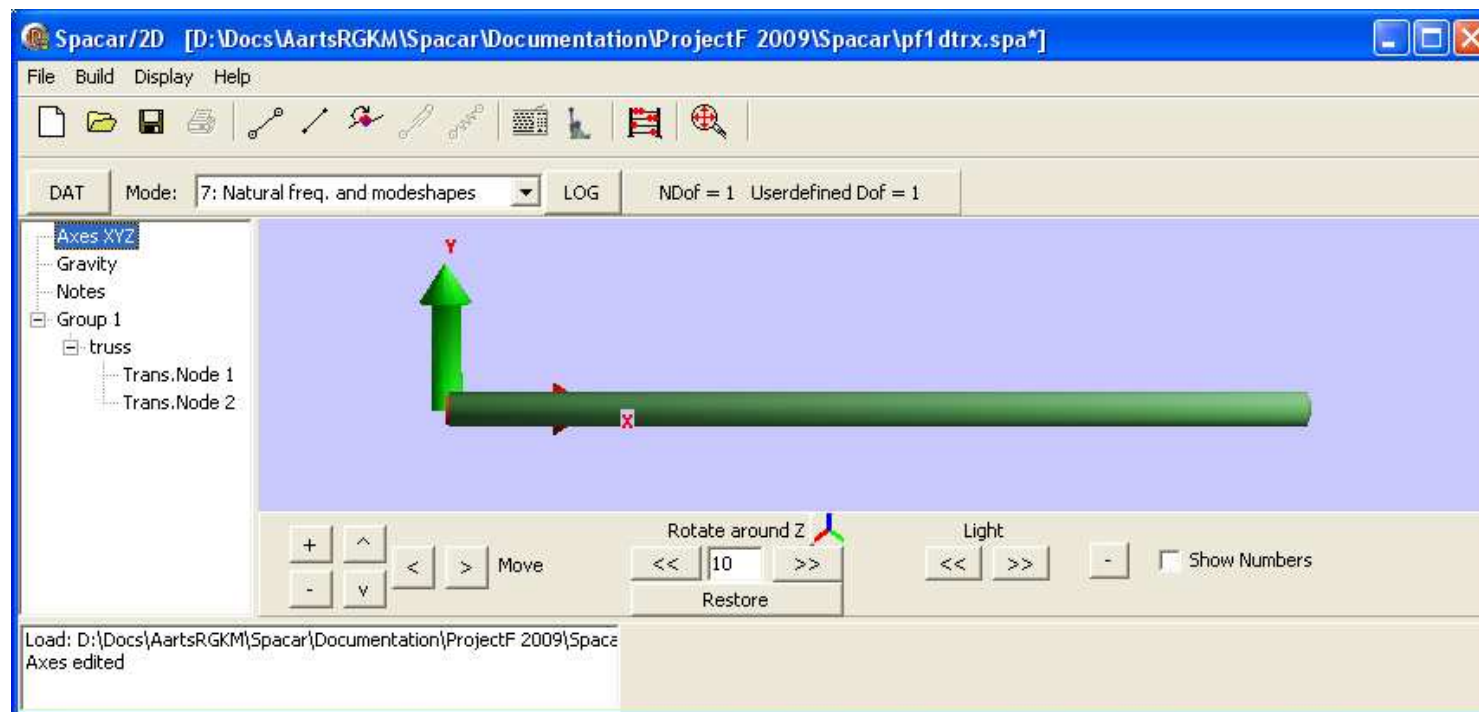 Spacar/2D [D:\Docs\AartsRGKM\Spacar\Documentation\ProjectF 2009\Spacar\pf1dtrx.spa*]
File Build Display Help
DAT Mode: 7: Natural freq. and modeshapes LOG NDof = 1 Userdefined Dof = 1
Axes XYZ
Gravity
Notes
Group 1
truss
Trans.Node 1
Trans.Node 2
Y
X
+ ^ < > Move
- v
Rotate around Z
<< 10 >>
Restore
Light
<< >>
- Show Numbers
Load: D:\Docs\AartsRGKM\Spacar\Documentation\ProjectF 2009\Spaca
Axes edited